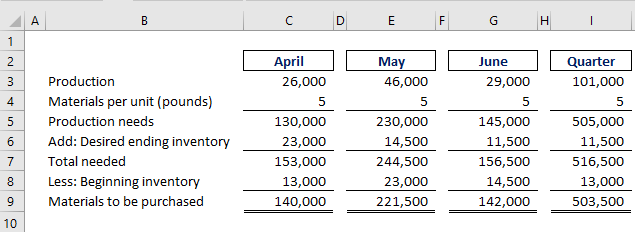 A B C D E F G H I
1
2 April May June Quarter
3 Production 26,000 46,000 29,000 101,000
4 Materials per unit (pounds) 5 5 5 5
5 Production needs 130,000 230,000 145,000 505,000
6 Add: Desired ending inventory 23,000 14,500 11,500 11,500
7 Total needed 153,000 244,500 156,500 516,500
8 Less: Beginning inventory 13,000 23,000 14,500 13,000
9 Materials to be purchased 140,000 221,500 142,000 503,500
10